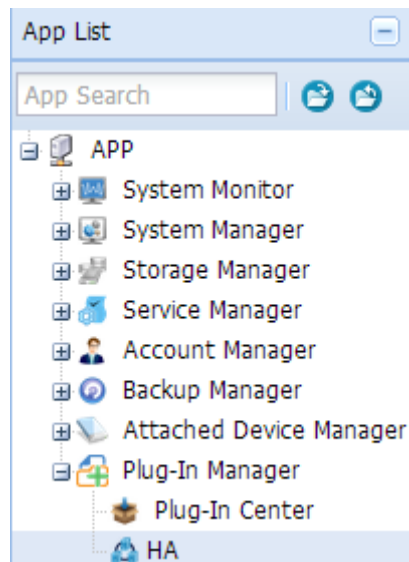 App List
App Search
APP
System Monitor
System Manager
Storage Manager
Service Manager
Account Manager
Backup Manager
Attached Device Manager
Plug-In Manager
Plug-In Center
HA